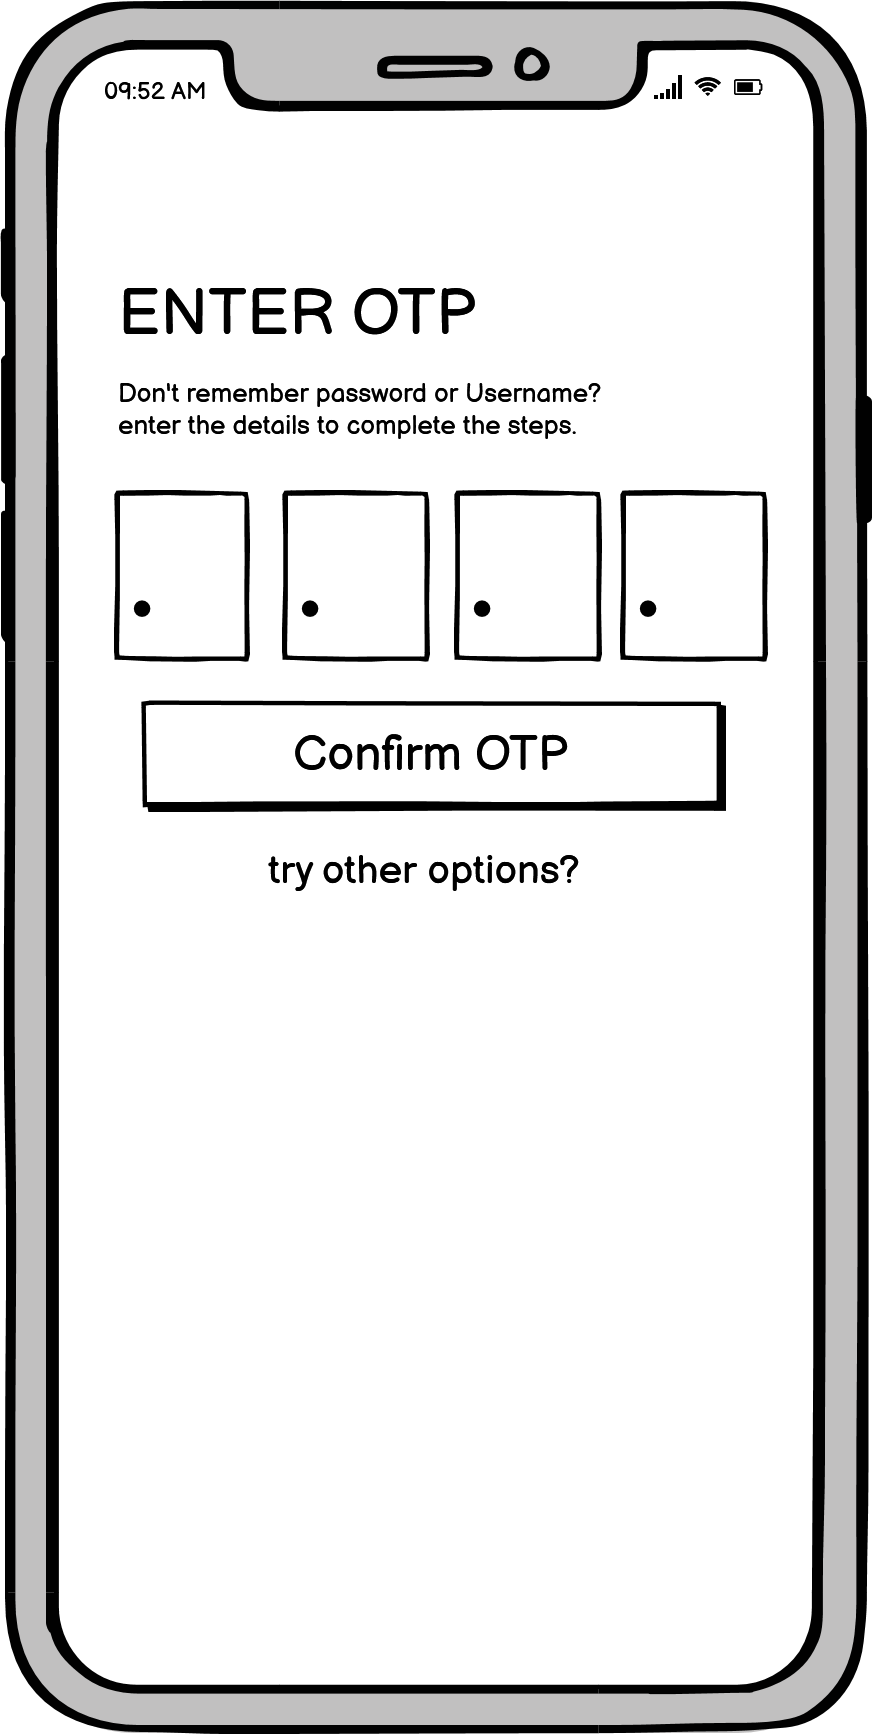 09:52 AM
ENTER OTP
Don't remember password or Username?
enter the details to complete the steps.
Confirm OTP
try other options?